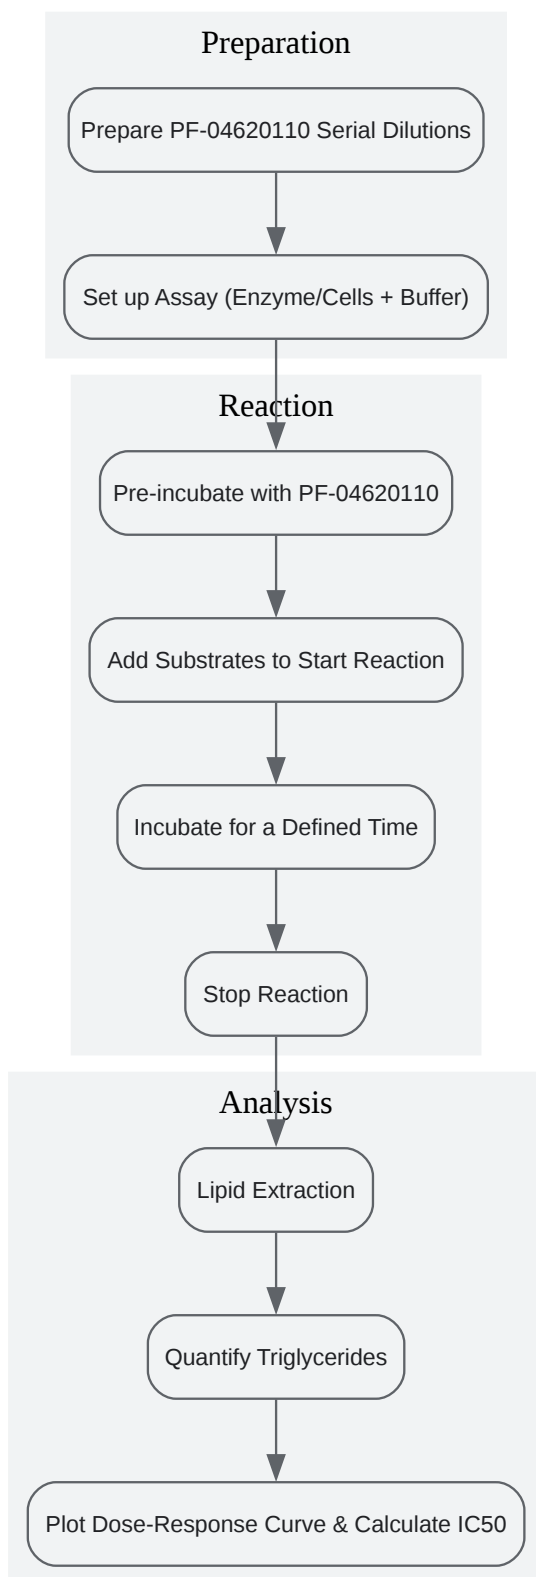 Preparation
Prepare PF-04620110 Serial Dilutions
Set up Assay (Enzyme/Cells + Buffer)
Reaction
Pre-incubate with PF-04620110
Add Substrates to Start Reaction
Incubate for a Defined Time
Stop Reaction
Analysis
Lipid Extraction
Quantify Triglycerides
Plot Dose-Response Curve & Calculate IC50